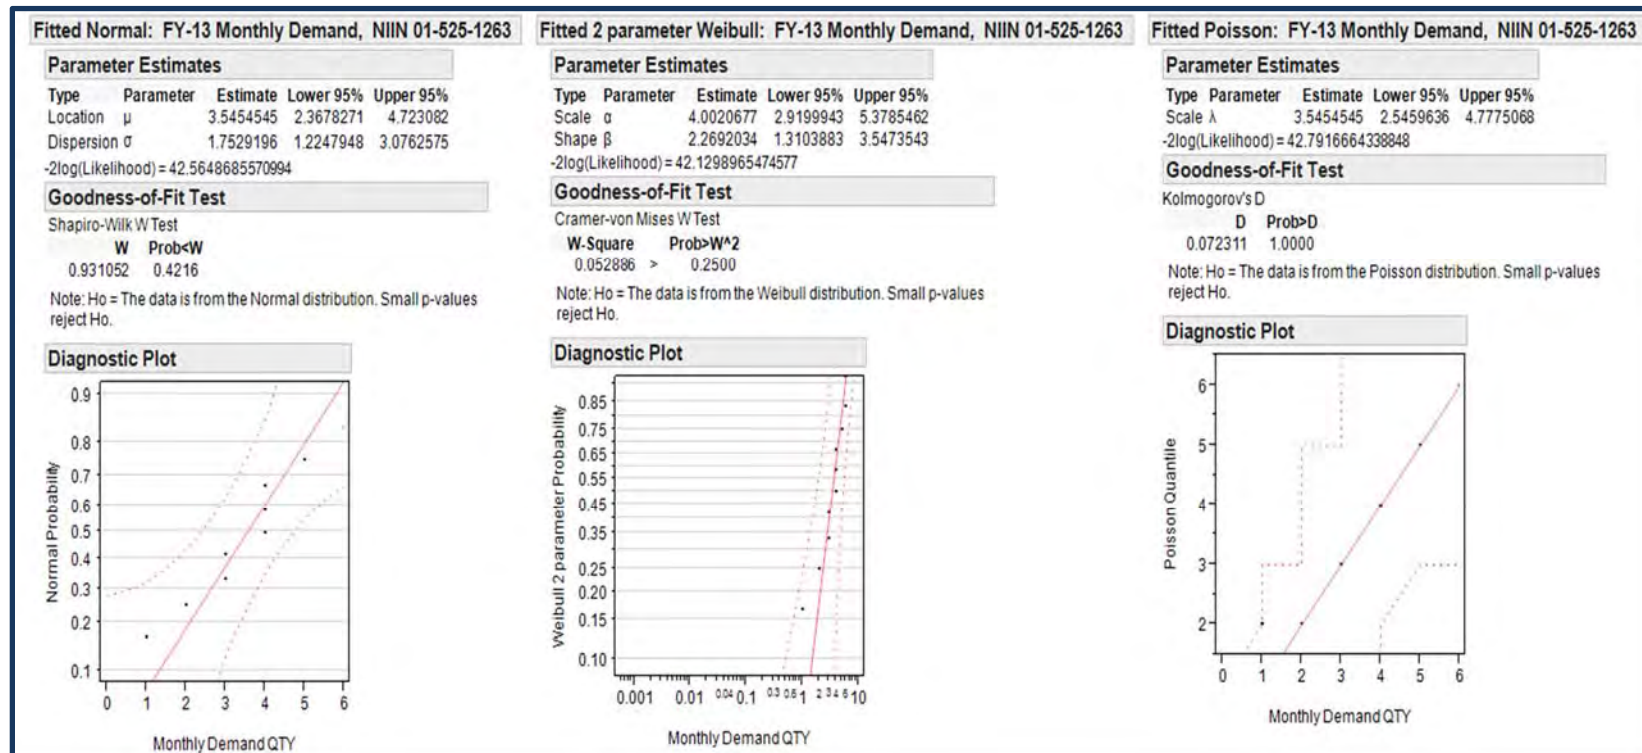 Fitted Normal: FY-13 Monthly Demand, NIIN 01-525-1263
Parameter Estimates
Type Parameter Estimate Lower 95% Upper 95%
Location μ 3.5454545 2.3678271 4.723082
Dispersion σ 1.7529196 1.2247948 3.0762575
-2log(Likelihood) = 42.5648685570994
Goodness-of-Fit Test
Shapiro-Wilk W Test
W Prob<W
0.931052 0.4216
Note: Ho = The data is from the Normal distribution. Small p-values
reject Ho.
Diagnostic Plot
Normal Probability
0.9
0.8
0.7
0.6
0.5
0.4
0.3
0.2
0.1
0 1 2 3 4 5 6
Monthly Demand QTY
Fitted 2 parameter Weibull: FY-13 Monthly Demand, NIIN 01-525-1263
Parameter Estimates
Type Parameter Estimate Lower 95% Upper 95%
Scale α 4.0020677 2.9199943 5.3785462
Shape β 2.2692034 1.3103883 3.5473543
-2log(Likelihood) = 42.1298965474577
Goodness-of-Fit Test
Cramer-von Mises W Test
W-Square Prob>W^2
0.052886 > 0.2500
Note: Ho = The data is from the Weibull distribution. Small p-values
reject Ho.
Diagnostic Plot
Weibull 2 parameter Probability
0.85
0.75
0.65
0.55
0.45
0.35
0.25
0.20
0.15
0.10
0.001 0.01 0.04 0.1 0.3 1 2 3 4 10
Monthly Demand QTY
Fitted Poisson: FY-13 Monthly Demand, NIIN 01-525-1263
Parameter Estimates
Type Parameter Estimate Lower 95% Upper 95%
Scale λ 3.5454545 2.5459636 4.7775068
-2log(Likelihood) = 42.7916664338848
Goodness-of-Fit Test
Kolmogorov's D
D Prob>D
0.072311 1.0000
Note: Ho = The data is from the Poisson distribution. Small p-values
reject Ho.
Diagnostic Plot
Poisson Quantile
6
5
4
3
2
0 1 2 3 4 5 6
Monthly Demand QTY